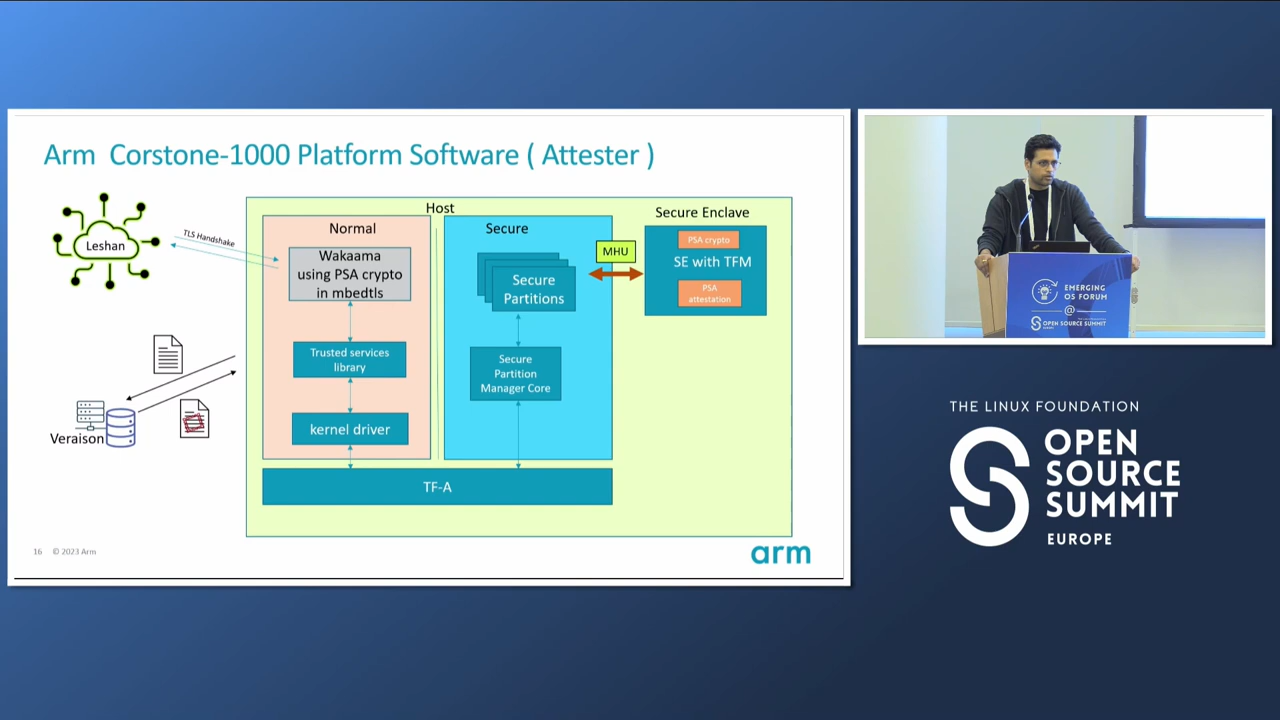 Arm Corstone-1000 Platform Software ( Attester )
Leshan
TLS Handshake
Veraison
Host
Normal
Wakaama
using PSA crypto
in mbedtls
Trusted services
library
kernel driver
Secure
Secure
Partitions
Secure
Partition
Manager Core
TF-A
MHU
Secure Enclave
PSA crypto
SE with TFM
PSA
attestation
16 © 2023 Arm
arm
EMERGING
OS FORUM
@
OPEN SOURCE SUMMIT
EUROPE
THE LINUX FOUNDATION
OPEN
SOURCE
SUMMIT
EUROPE